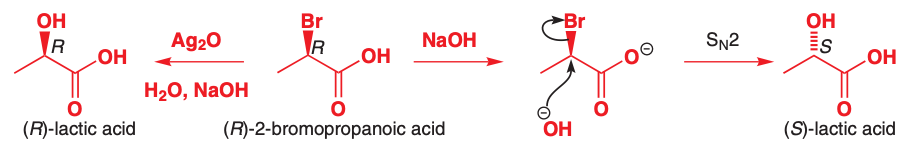 OH
R
OH
O
(R)-lactic acid
Ag2O
H2O, NaOH
Br
R
OH
O
(R)-2-bromopropanoic acid
NaOH
Br
O⊖
O
⊖
OH
SN2
OH
S
OH
O
(S)-lactic acid